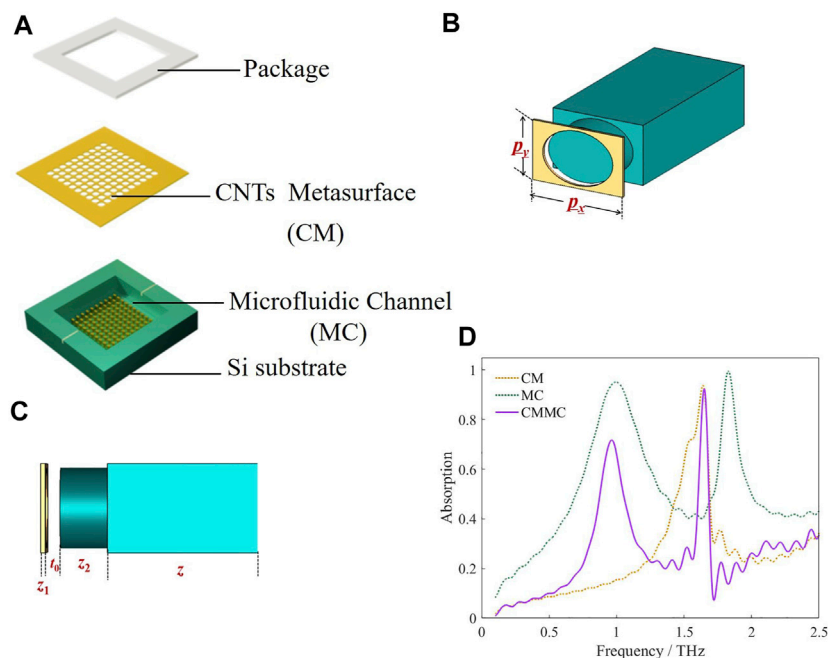 A
Package
CNTs Metasurface
(CM)
Microfluidic Channel
(MC)
Si substrate
B
p_y
p_x
C
t_0
z_1
z_2
z
D
CM
MC
CMMC
Absorption
1
0.8
0.6
0.4
0.2
0
0
0.5
1
1.5
2
2.5
Frequency / THz